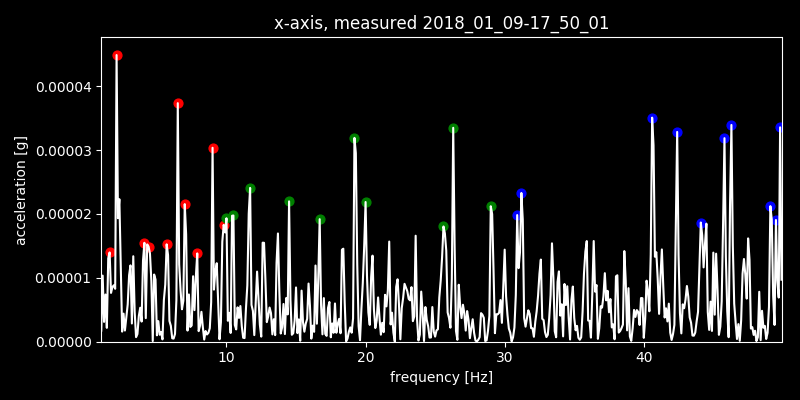 x-axis, measured 2018_01_09-17_50_01
0.00004
0.00003
0.00002
0.00001
0.00000
acceleration [g]
10 20 30 40
frequency [Hz]